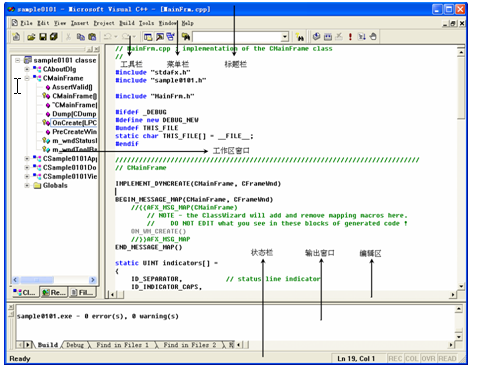 sample0101 - Microsoft Visual C++ - [MainFrm.cpp]
File Edit View Insert Project Build Tools Window Help
// MainFrm.cpp : implementation of the CMainFrame class
//
工具栏 菜单栏 标题栏
#include "stdafx.h"
#include "sample0101.h"
#include "MainFrm.h"
#ifdef _DEBUG
#define new DEBUG_NEW
#undef THIS_FILE
static char THIS_FILE[] = __FILE__;
#endif
sample0101 classe
CAboutDlg
CMainFrame
AssertValid()
CMainFrame(
~CMainFrame(
Dump(CDump
OnCreate(LPC
PreCreateWin
m_wndStatusl
m_wndToolBa
CSample0101App
CSample0101Do
CSample0101Vie
Globals
工作区窗口
/////////////////////////////////////////////////////////////////////////////
// CMainFrame
IMPLEMENT_DYNCREATE(CMainFrame, CFrameWnd)
BEGIN_MESSAGE_MAP(CMainFrame, CFrameWnd)
//{{AFX_MSG_MAP(CMainFrame)
// NOTE - the ClassWizard will add and remove mapping macros here.
// DO NOT EDIT what you see in these blocks of generated code !
ON_WM_CREATE()
//}}AFX_MSG_MAP
END_MESSAGE_MAP()
状态栏 输出窗口 编辑区
static UINT indicators[] =
{
ID_SEPARATOR, // status line indicator
ID_INDICATOR_CAPS,
Cl... Re... Fil...
sample0101.exe - 0 error(s), 0 warning(s)
Build Debug Find in Files 1 Find in Files 2
Ready Ln 19, Col 1 REC COL OVR READ